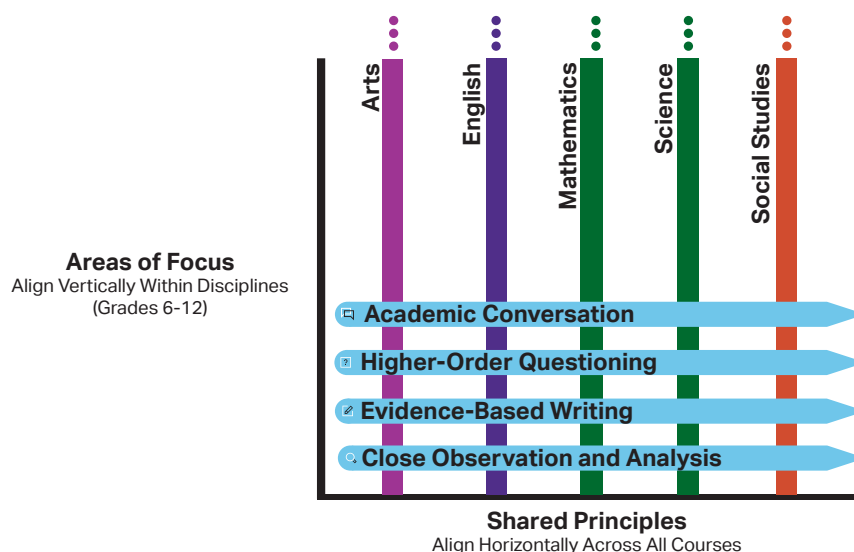 Arts
English
Mathematics
Science
Social Studies
Areas of Focus
Align Vertically Within Disciplines
(Grades 6-12)
Academic Conversation
? Higher-Order Questioning
Evidence-Based Writing
Close Observation and Analysis
Shared Principles
Align Horizontally Across All Courses